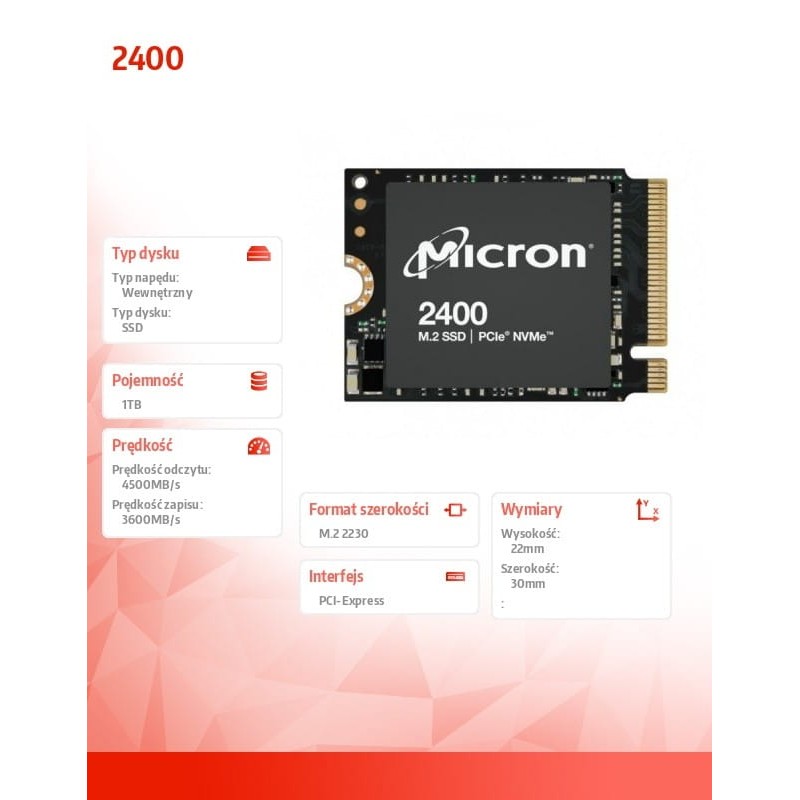 2400
Micron®
2400
M.2 SSD | PCIe® NVMe™
Typ dysku
Typ napędu:
Wewnętrzny
Typ dysku:
SSD
Pojemność
1TB
Prędkość
Prędkość odczytu:
4500MB/s
Prędkość zapisu:
3600MB/s
Format szerokości
M.2 2230
Interfejs
PCI-Express
Wymiary
Y
X
Wysokość:
22mm
Szerokość:
30mm
: